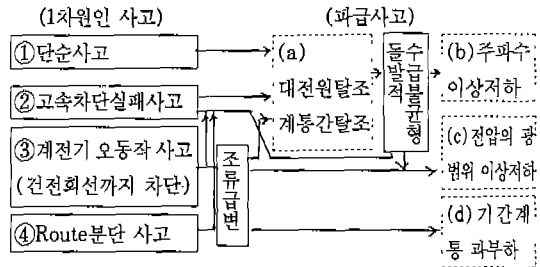 (1차원인 사고)
(파급사고)
①단순사고
②고속차단실패사고
③계전기 오동작 사고
(건전회선까지 차단)
④Route분단 사고
조류급변
(a)
대전원탈조
계통간탈조
돌발적
수급불균형
(b) 주파수
이상저하
(c) 전압의 광
범위 이상저하
(d) 기간계
통 과부하